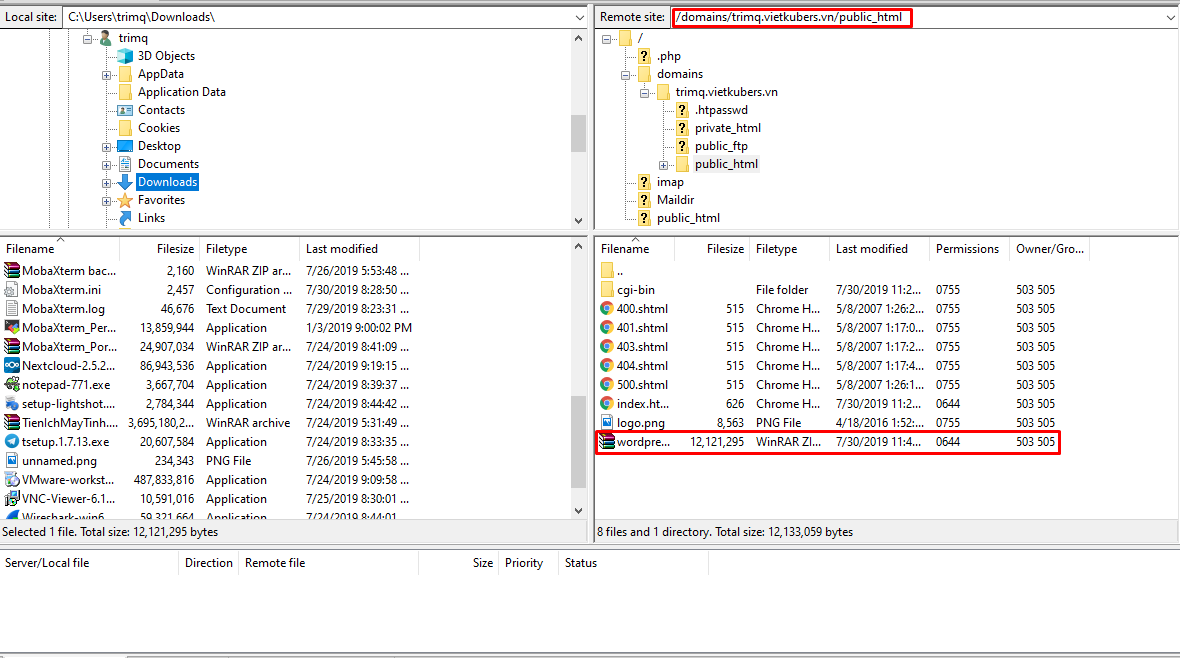 Local site: C:\Users\trimq\Downloads\
trimq
3D Objects
AppData
Application Data
Contacts
Cookies
Desktop
Documents
Downloads
Favorites
Links
Remote site: /domains/trimq.vietkubers.vn/public_html
/
.php
domains
trimq.vietkubers.vn
.htpasswd
private_html
public_ftp
public_html
imap
Maildir
public_html
Filename Filesize Filetype Last modified
MobaXterm bac... 2,160 WinRAR ZIP ar... 7/26/2019 5:53:48 ...
MobaXterm.ini 2,457 Configuration ... 7/30/2019 8:28:50 ...
MobaXterm.log 46,676 Text Document 7/29/2019 8:23:31 ...
MobaXterm_Per... 13,859,944 Application 1/3/2019 9:00:02 PM
MobaXterm_Por... 24,907,034 WinRAR ZIP ar... 7/24/2019 8:41:09 ...
Nextcloud-2.5.2... 86,943,536 Application 7/24/2019 9:19:15 ...
notepad-771.exe 3,667,704 Application 7/24/2019 8:39:37 ...
setup-lightshot.... 2,784,344 Application 7/24/2019 8:44:42 ...
TienIchMayTinh.... 3,695,180,2... WinRAR archive 7/24/2019 5:31:49 ...
tsetup.1.7.13.exe 20,607,584 Application 7/24/2019 8:33:35 ...
unnamed.png 234,343 PNG File 7/26/2019 5:45:58 ...
VMware-workst... 487,833,816 Application 7/24/2019 9:09:58 ...
VNC-Viewer-6.1... 10,591,016 Application 7/25/2019 8:30:01 ...
Wireshark-win6... 59,321,664 Application 7/24/2019 8:44:01 ...
Selected 1 file. Total size: 12,121,295 bytes
Filename Filesize Filetype Last modified Permissions Owner/Gro...
..
cgi-bin File folder 7/30/2019 11:2... 0755 503 505
400.shtml 515 Chrome H... 5/8/2007 1:26:2... 0755 503 505
401.shtml 515 Chrome H... 5/8/2007 1:17:0... 0755 503 505
403.shtml 515 Chrome H... 5/8/2007 1:17:2... 0755 503 505
404.shtml 515 Chrome H... 5/8/2007 1:17:4... 0755 503 505
500.shtml 515 Chrome H... 5/8/2007 1:26:1... 0755 503 505
index.ht... 626 Chrome H... 7/30/2019 11:2... 0644 503 505
logo.png 8,563 PNG File 4/18/2016 1:52:... 0755 503 505
wordpre... 12,121,295 WinRAR ZI... 7/30/2019 11:4... 0644 503 505
8 files and 1 directory. Total size: 12,133,059 bytes
Server/Local file Direction Remote file Size Priority Status